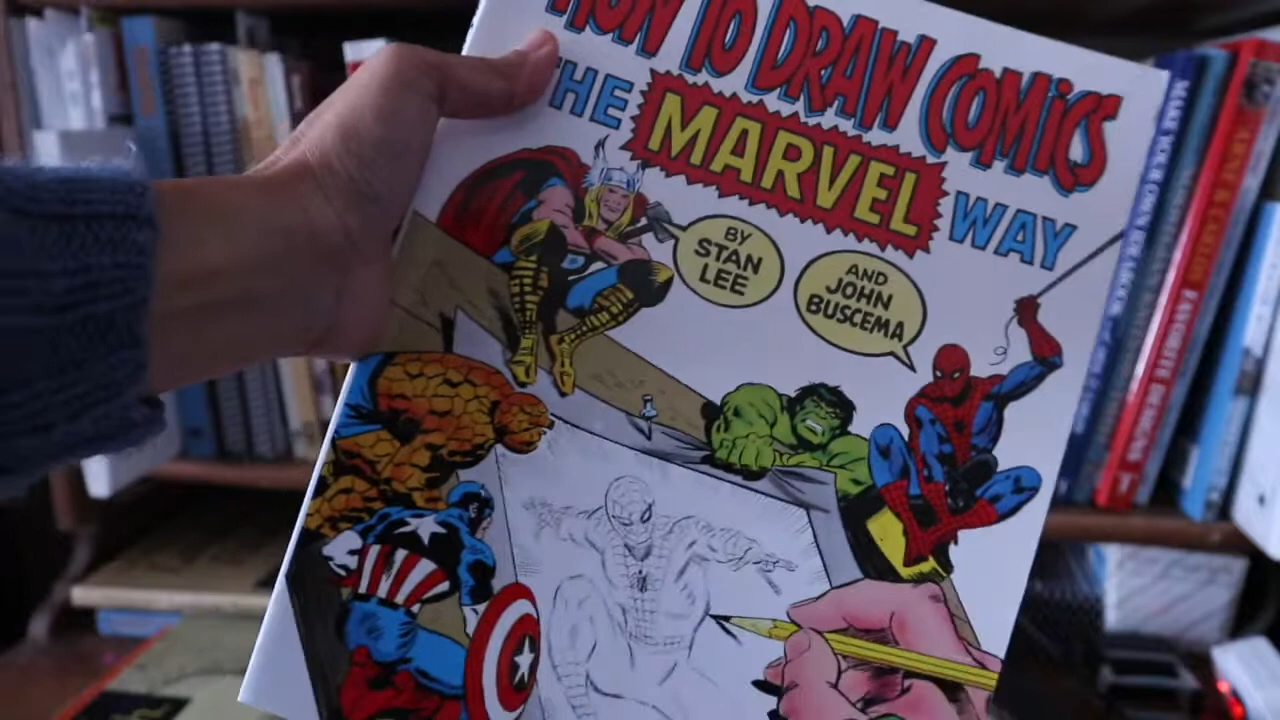 HOW TO DRAW COMICS
THE MARVEL WAY
BY
STAN
LEE
AND
JOHN
BUSCEMA